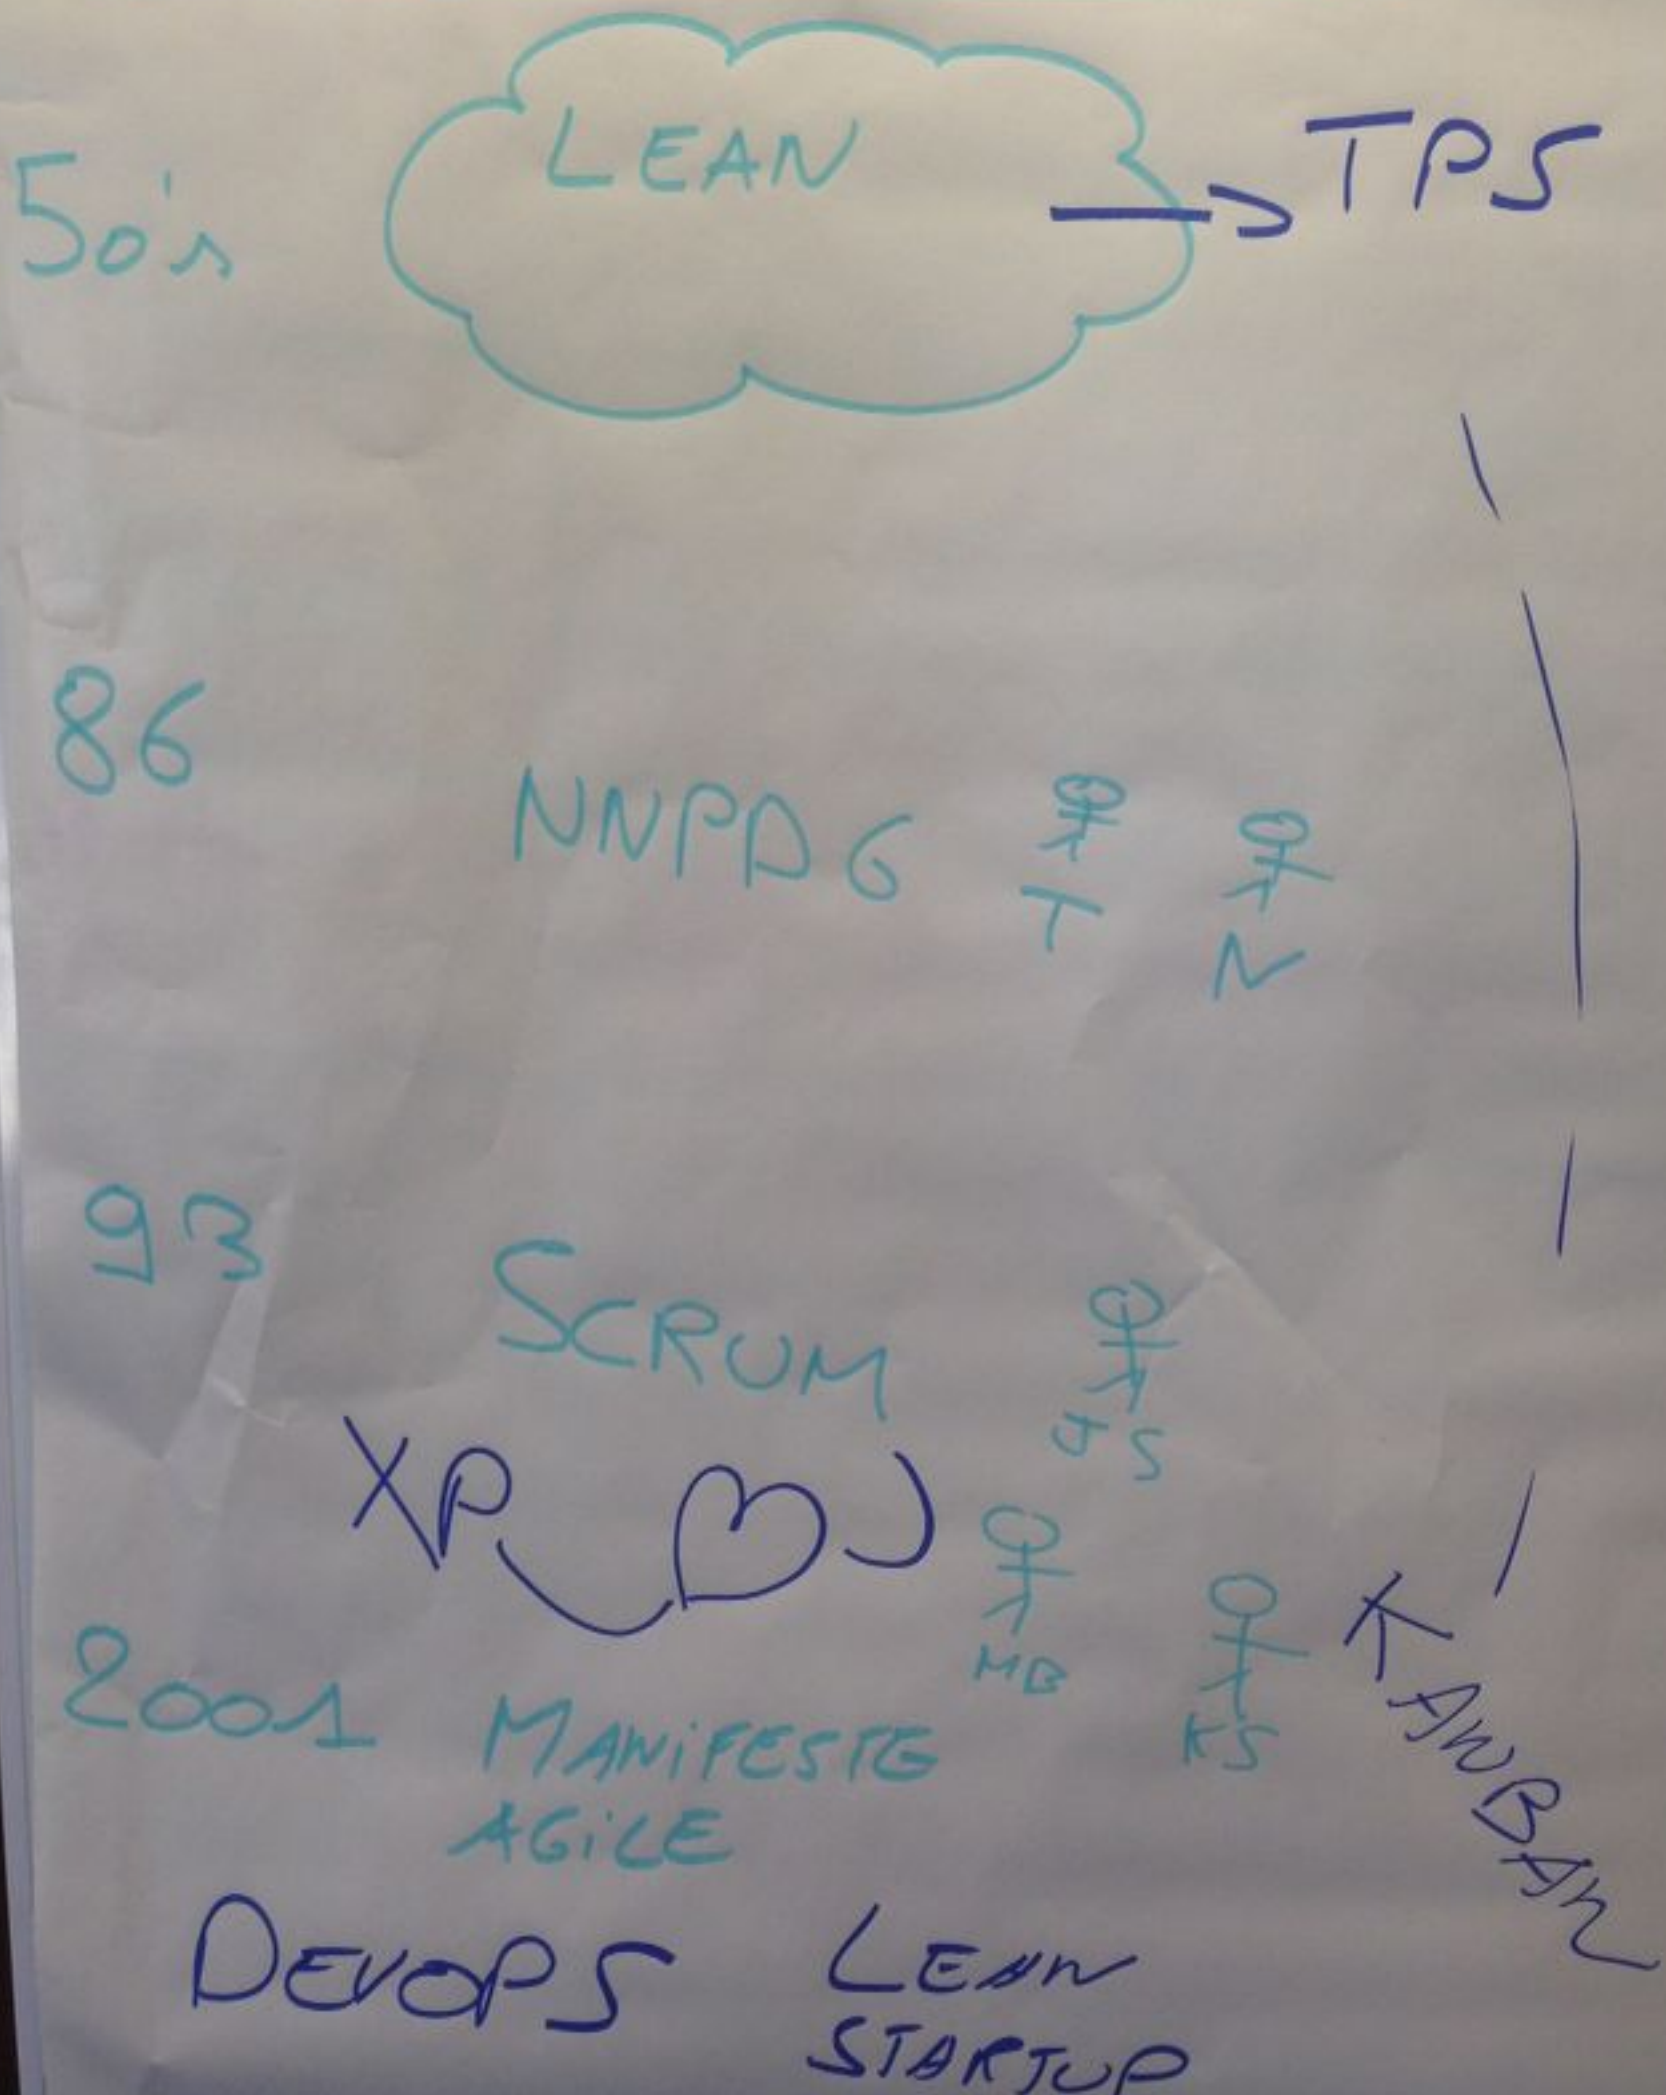 LEAN
TPS
50's
86
NNPDG
T
N
93
SCRUM
JS
XP
MB
KS
KANBAN
2001 MANIFESTE
AGILE
DEVOPS
LEAN
STARTUP